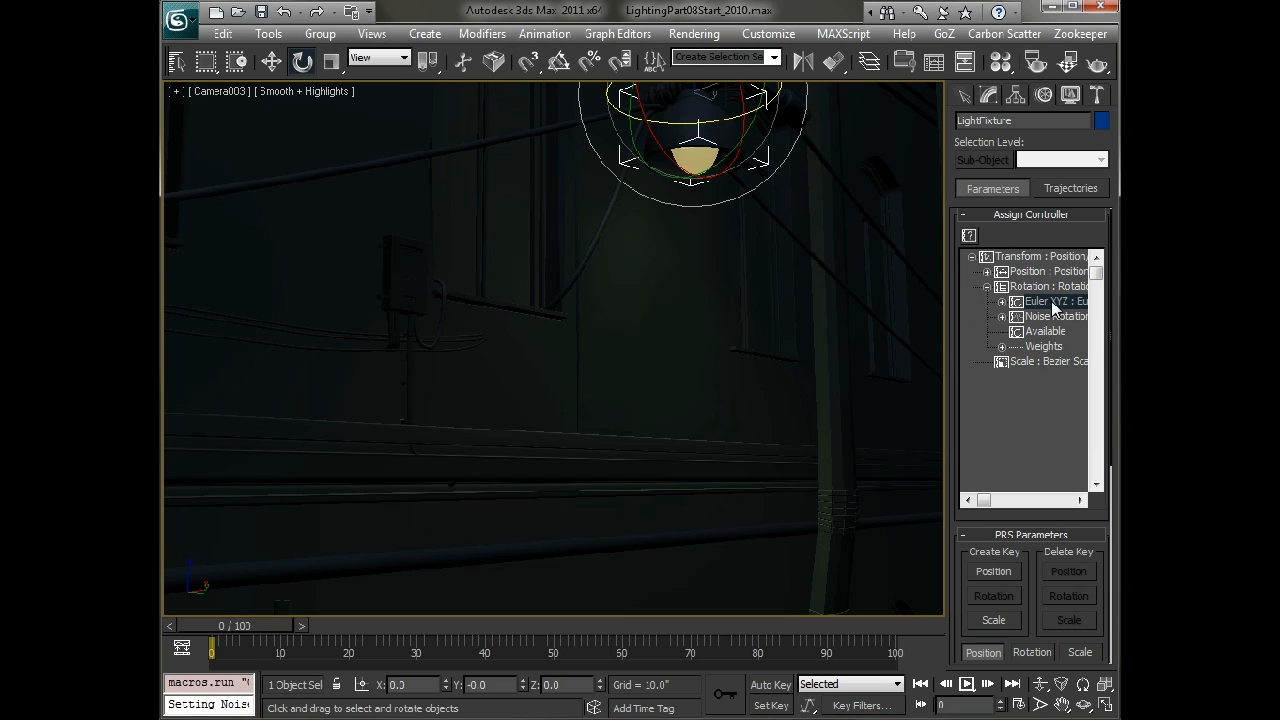 Autodesk 3ds Max 2011 x64 LightingPart08Start_2010.max
Edit Tools Group Views Create Modifiers Animation Graph Editors Rendering Customize MAXScript Help GoZ Carbon Scatter Zookeeper
View Create Selection Se
[ + ] [ Camera003 ] [ Smooth + Highlights ]
LightFixture
Selection Level:
Sub-Object
Parameters Trajectories
- Assign Controller
Transform : Position/
Position : Position
Rotation : Rotatio
Euler XYZ : Eu
Noise Rotation
Available
Weights
Scale : Bezier Sca
- PRS Parameters
Create Key Delete Key
Position Position
Rotation Rotation
Scale Scale
Position Rotation Scale
< 0 / 100 >
0 10 20 30 40 50 60 70 80 90 100
macros.run "C 1 Object Sel X: 0.0 Y: -0.0 Z: 0.0 Grid = 10.0" Auto Key Selected
Setting Nois Click and drag to select and rotate objects Add Time Tag Set Key Key Filters... 0